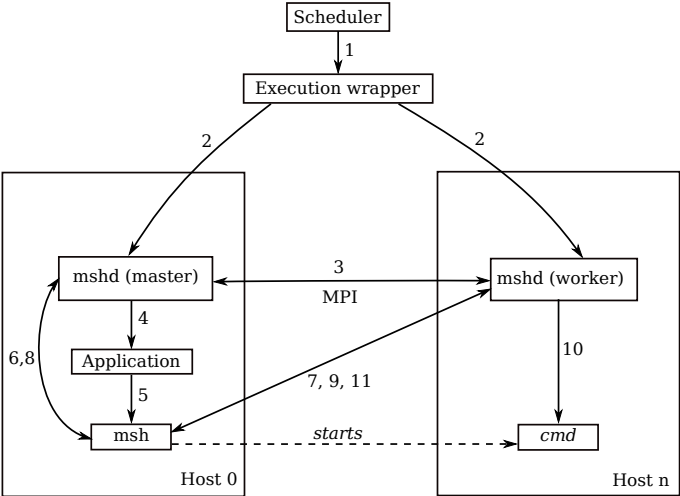 Scheduler
1
Execution wrapper
2
2
mshd (master)
3
mshd (worker)
MPI
4
Application
6,8
10
5
7, 9, 11
msh
starts
cmd
Host 0
Host n